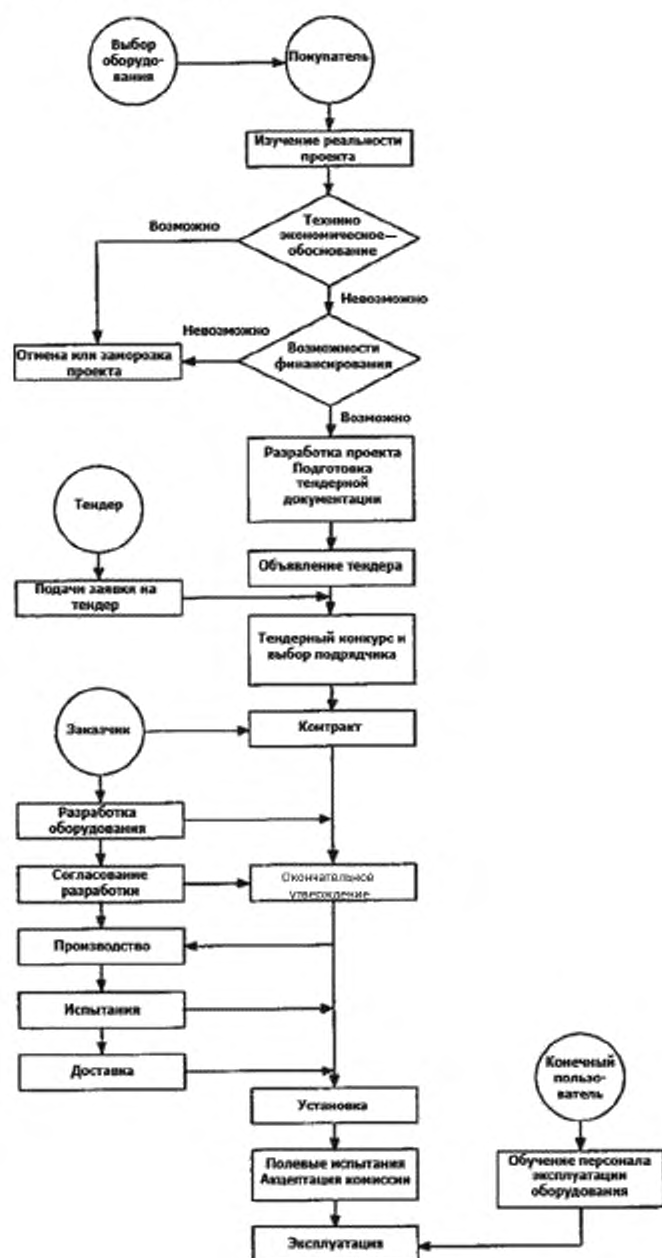 Выбор
оборудо-
вания
Покупатель
Изучение реальности
проекта
Возможно
Технико
экономическое—
обоснование
Невозможно
Невозможно
Отмена или заморозка
проекта
Возможности
финансирования
Возможно
Разработка проекта
Подготовка
тендерной
документации
Тендер
Объявление тендера
Подачи заявки на
тендер
Тендерный конкурс и
выбор подрядчика
Заказчик
Контракт
Разработка
оборудования
Согласование
разработки
Окончательное
утверждение
Производство
Испытания
Доставка
Конечный
пользо-
ватель
Установка
Полевые испытания
Акцептация комиссии
Обучение персонала
эксплуатации
оборудования
Эксплуатация